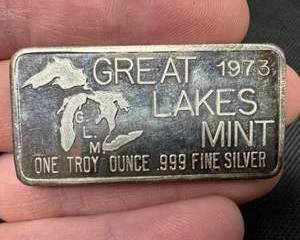 GREAT 1973
LAKES
MINT
G.
L.
M.
ONE TROY OUNCE .999 FINE SILVER